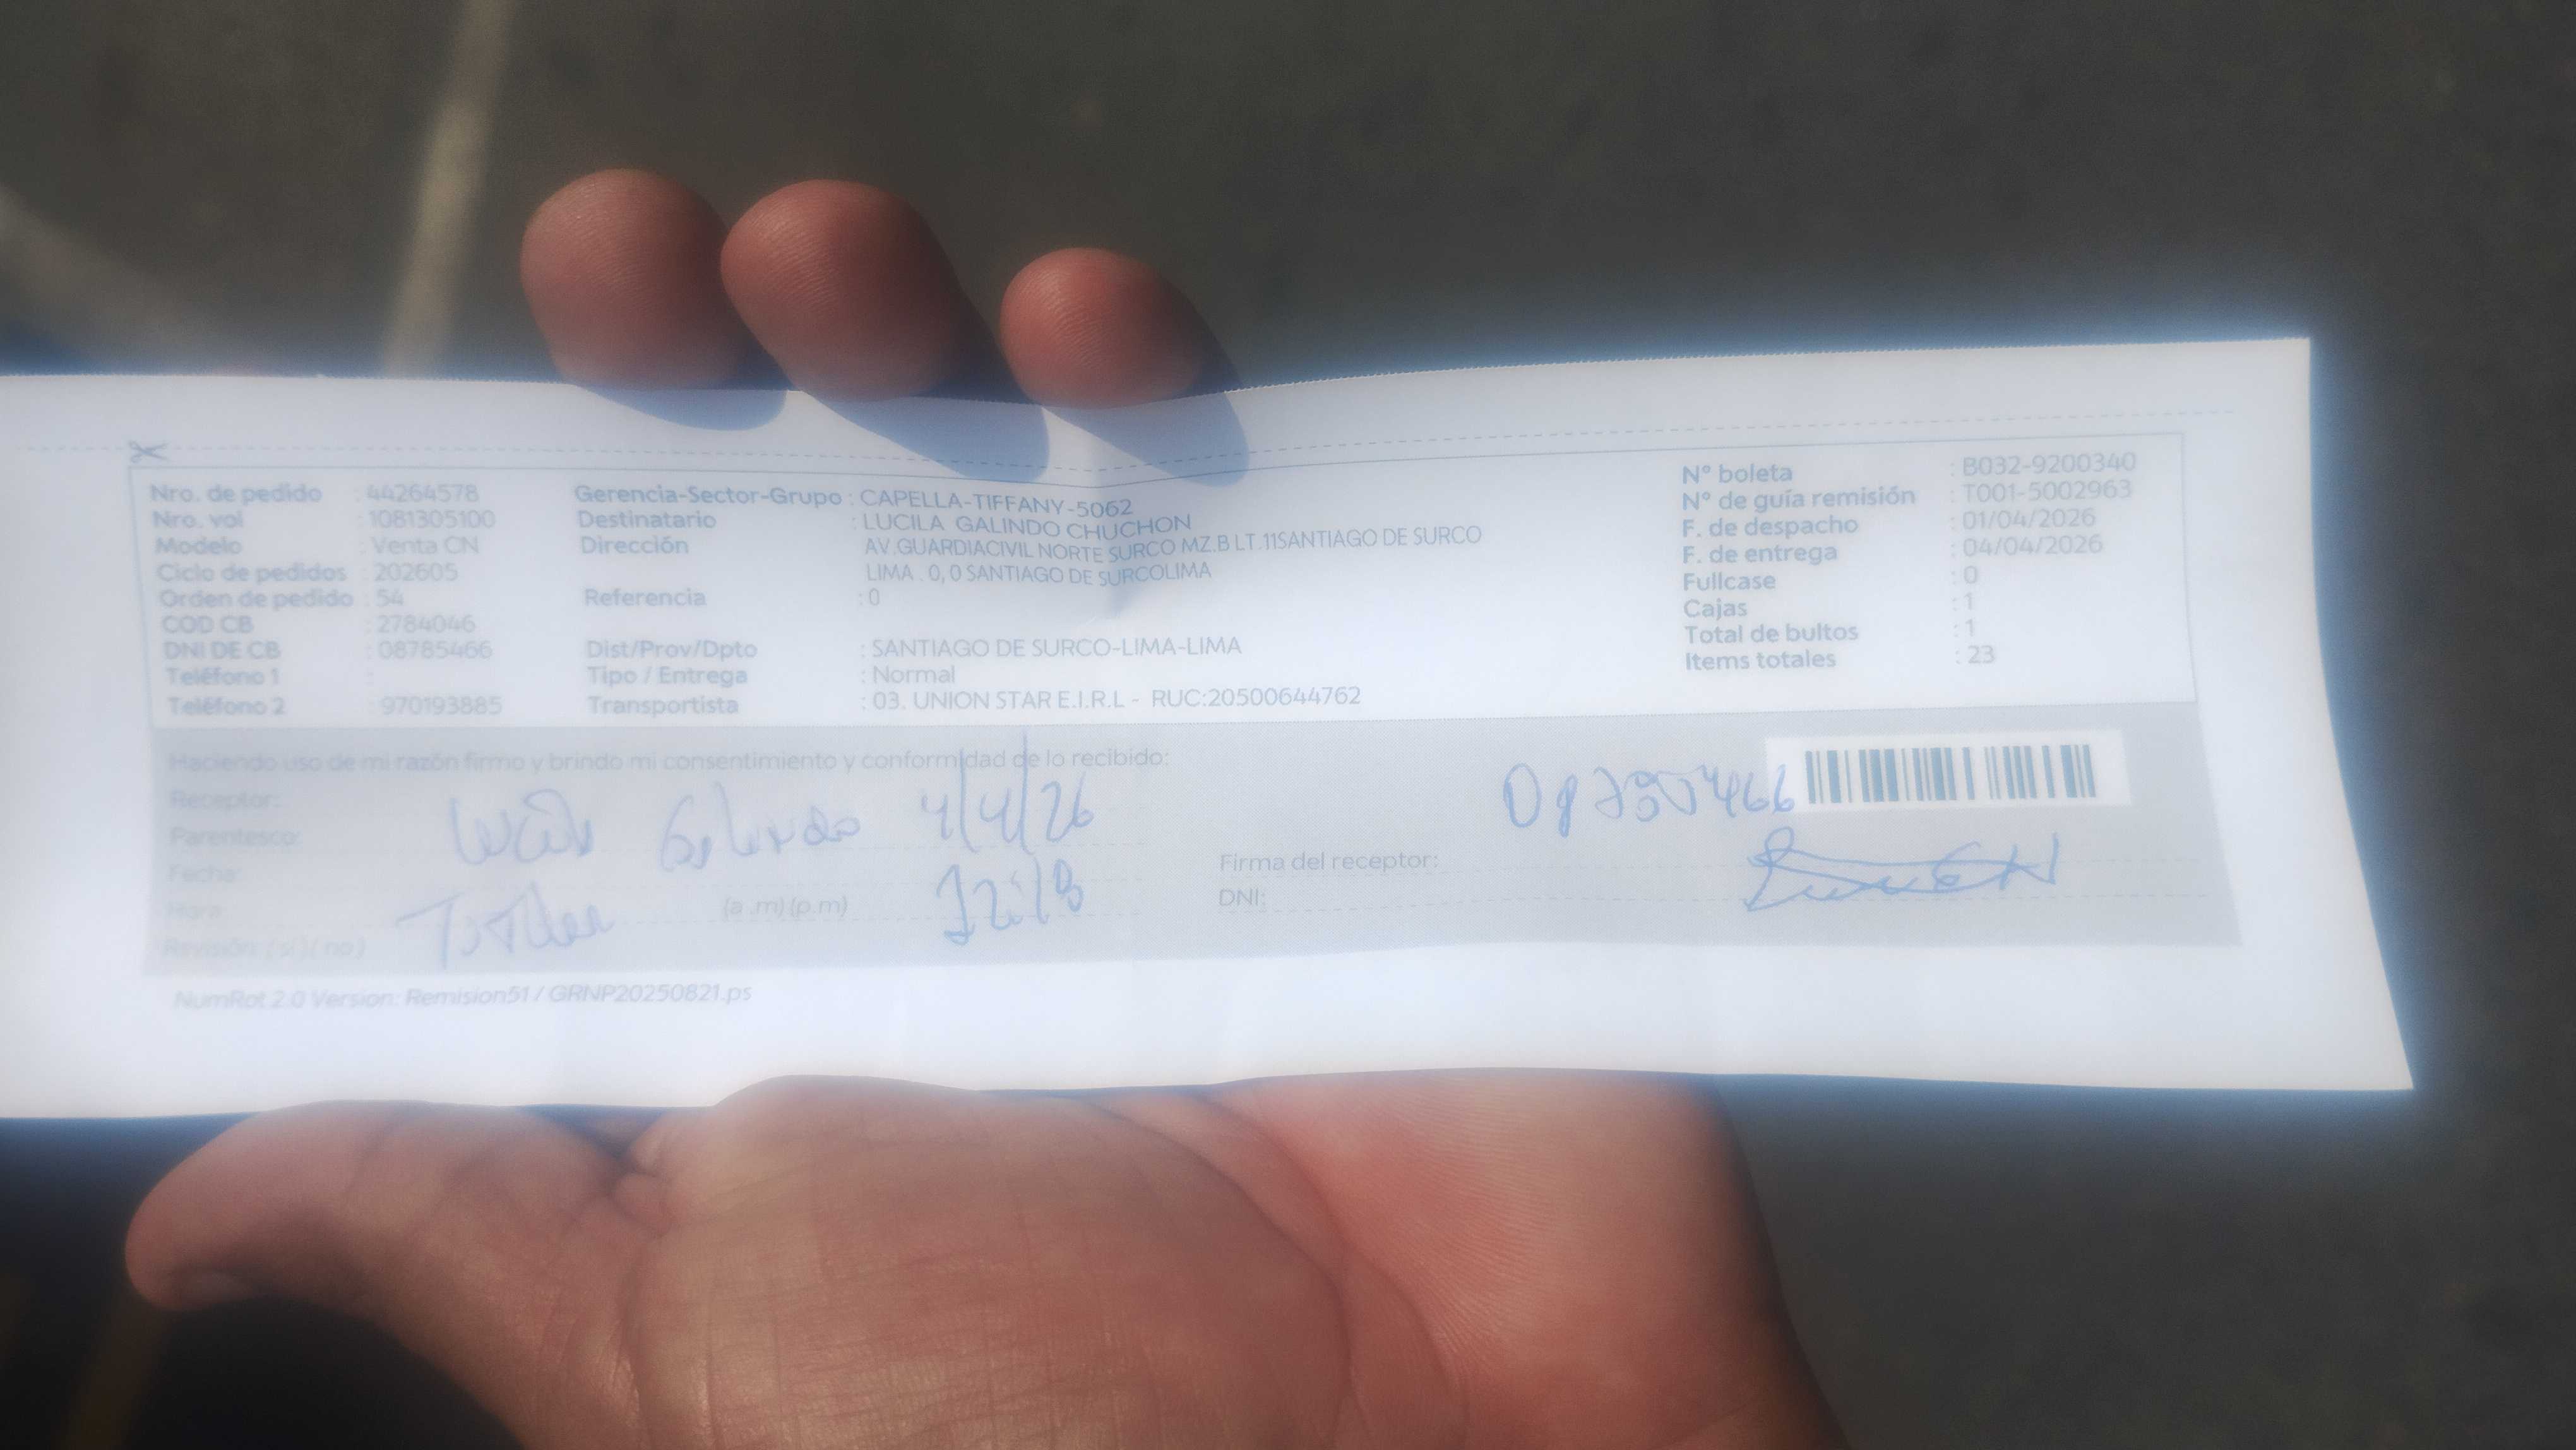 Nro. de pedido : 44264578
Nro. vol : 1081305100
Modelo : Venta CN
Ciclo de pedidos : 202605
Orden de pedido : 54
COD CB : 2784046
DNI DE CB : 08785466
Teléfono 1 :
Teléfono 2 : 970193885
Gerencia-Sector-Grupo : CAPELLA-TIFFANY-5062
Destinatario : LUCILA GALINDO CHUCHON
Dirección AV.GUARDIACIVIL NORTE SURCO MZ.B LT.11SANTIAGO DE SURCO
LIMA . 0, 0 SANTIAGO DE SURCOLIMA
Referencia : 0
Dist/Prov/Dpto : SANTIAGO DE SURCO-LIMA-LIMA
Tipo / Entrega : Normal
Transportista : 03. UNION STAR E.I.R.L - RUC:20500644762
N° boleta : B032-9200340
N° de guía remisión : T001-5002963
F. de despacho : 01/04/2026
F. de entrega : 04/04/2026
Fullcase : 0
Cajas : 1
Total de bultos : 1
Items totales : 23
Haciendo uso de mi razón firmo y brindo mi consentimiento y conformidad de lo recibido:
Receptor:
Parentesco:
Fecha:
Hora:
Revisión: ( si ) ( no )
Lucila Galindo 4/4/26
Titular (a .m) (p.m) 12:18
08785466
Firma del receptor:
DNI:
NumRot 2.0 Version: Remision51 / GRNP20250821.ps